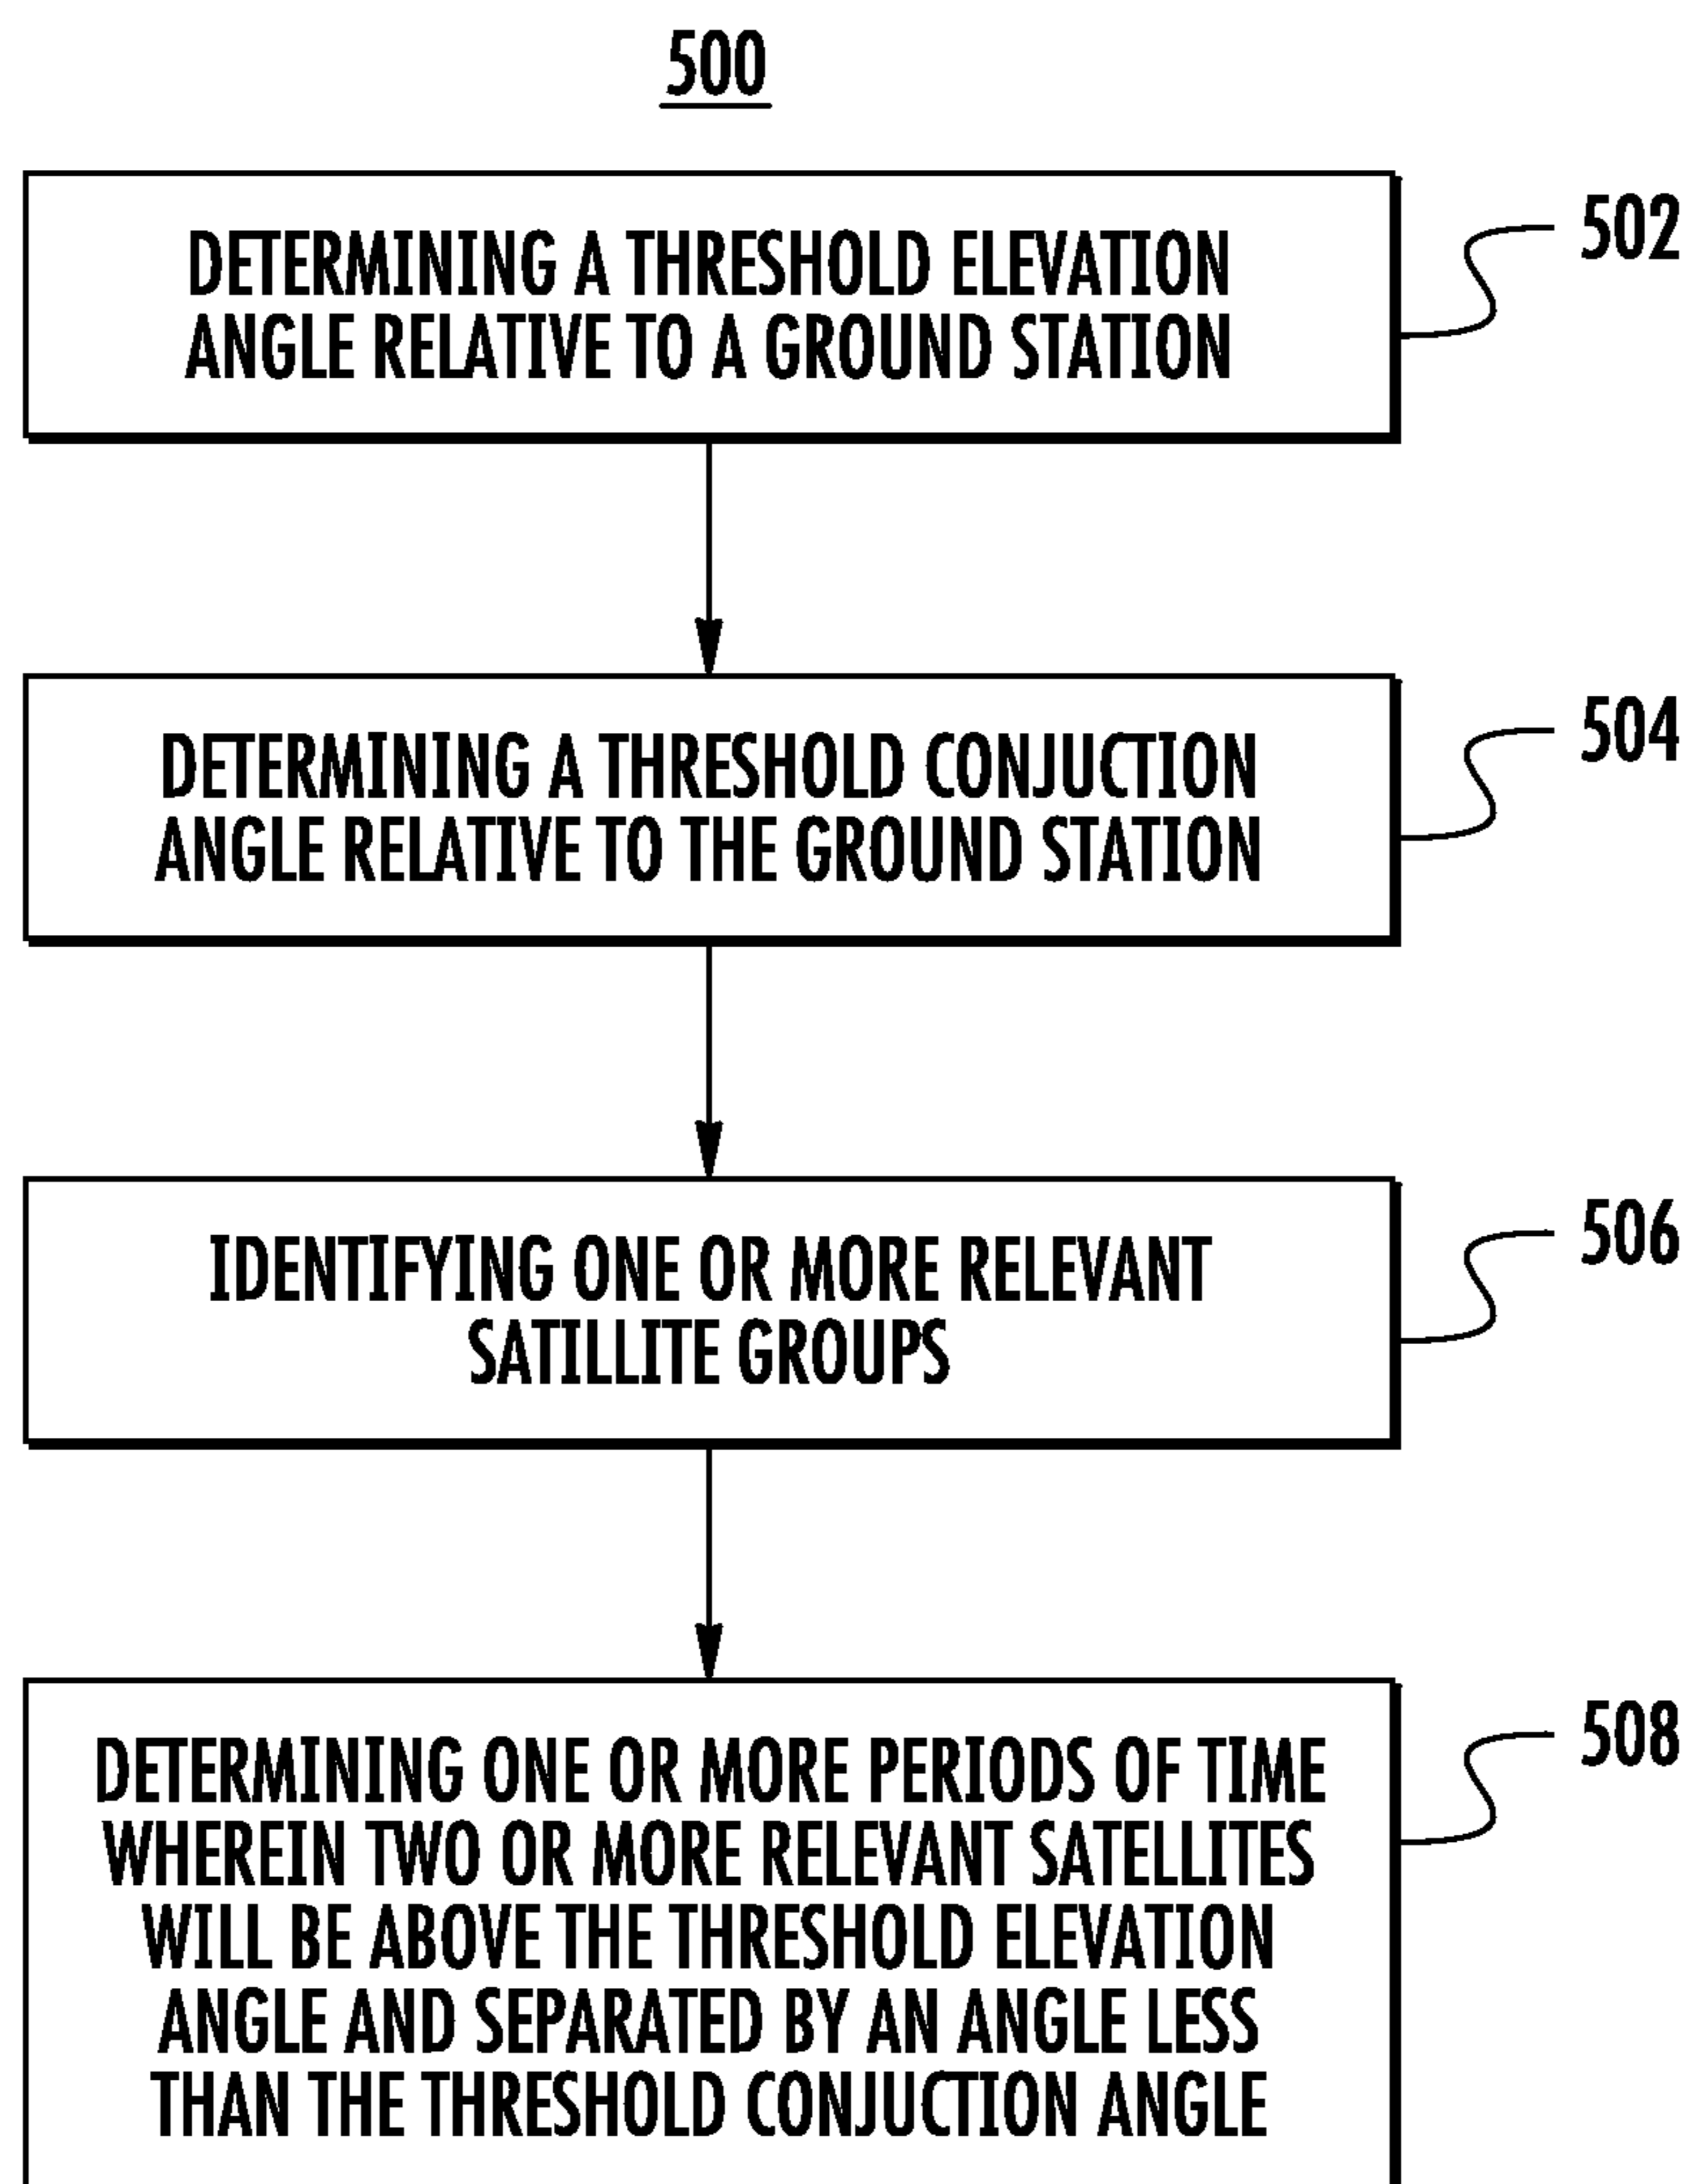 500
DETERMINING A THRESHOLD ELEVATION
ANGLE RELATIVE TO A GROUND STATION
502
DETERMINING A THRESHOLD CONJUCTION
ANGLE RELATIVE TO THE GROUND STATION
504
IDENTIFYING ONE OR MORE RELEVANT
SATILLITE GROUPS
506
DETERMINING ONE OR MORE PERIODS OF TIME
WHEREIN TWO OR MORE RELEVANT SATELLITES
WILL BE ABOVE THE THRESHOLD ELEVATION
ANGLE AND SEPARATED BY AN ANGLE LESS
THAN THE THRESHOLD CONJUCTION ANGLE
508